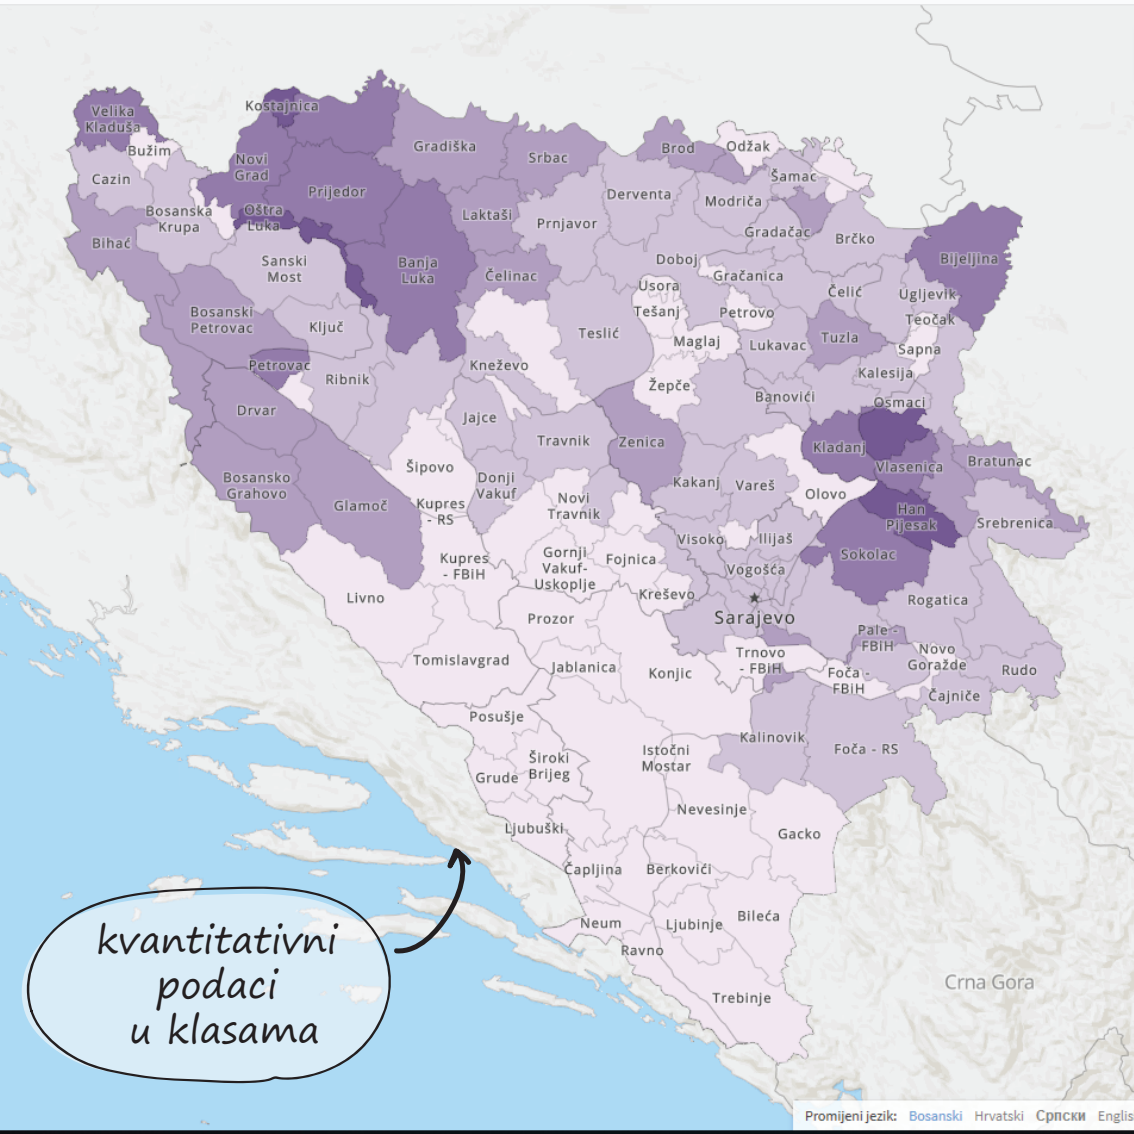 Kostajnica
Velika
Kladuša
Bužim
Gradiška
Srbac
Brod
Odžak
Novi
Grad
Cazin
Prijedor
Šamac
Derventa
Modriča
Bosanska
Krupa
Oštra
Luka
Laktaši
Prnjavor
Gradačac
Brčko
Bihać
Sanski
Most
Banja
Luka
Čelinac
Doboj
Gračanica
Bijeljina
Usora
Čelić
Ugljevik
Bosanski
Petrovac
Ključ
Teslić
Tešanj
Petrovo
Teočak
Maglaj
Lukavac
Tuzla
Sapna
Petrovac
Ribnik
Kneževo
Žepče
Kalesija
Banovići
Osmaci
Drvar
Jajce
Travnik
Zenica
Kladanj
Vlasenica
Bratunac
Šipovo
Bosansko
Grahovo
Donji
Vakuf
Kakanj
Vareš
Olovo
Glamoč
Kupres
- RS
Novi
Travnik
Han
Pijesak
Srebrenica
Visoko
Ilijaš
Kupres
- FBiH
Gornji
Vakuf-
Uskoplje
Fojnica
Vogošća
Sokolac
Livno
Kreševo
Rogatica
Prozor
Sarajevo
Pale -
FBiH
Tomislavgrad
Jablanica
Konjic
Trnovo
- FBiH
Foča -
FBiH
Novo
Goražde
Rudo
Čajniče
Posušje
Kalinovik
Foča - RS
Široki
Brijeg
Istočni
Mostar
Grude
Nevesinje
Ljubuški
Gacko
Čapljina
Berkovići
Neum
Ljubinje
Bileća
Ravno
Trebinje
Crna Gora
kvantitativni
podaci
u klasama
Promijeni jezik: Bosanski Hrvatski Српски Englis